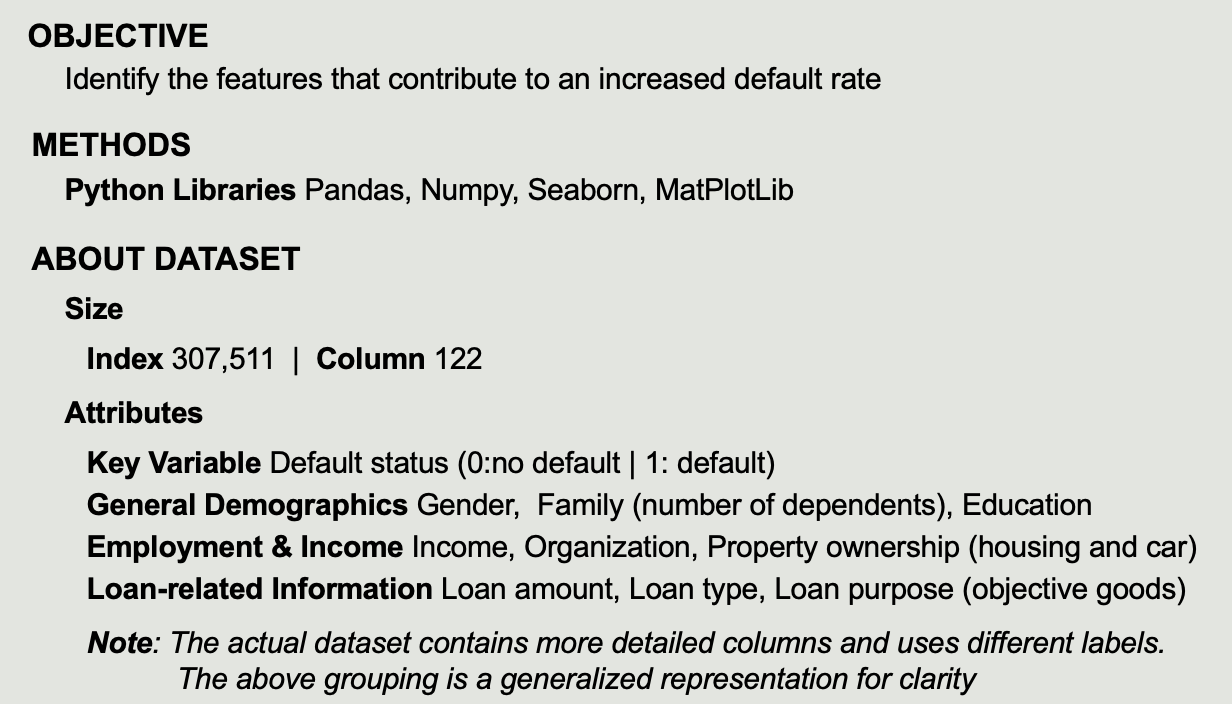 OBJECTIVE
Identify the features that contribute to an increased default rate
METHODS
Python Libraries Pandas, Numpy, Seaborn, MatPlotLib
ABOUT DATASET
Size
Index 307,511 | Column 122
Attributes
Key Variable Default status (0:no default | 1: default)
General Demographics Gender,  Family (number of dependents), Education
Employment & Income Income, Organization, Property ownership (housing and car)
Loan-related Information Loan amount, Loan type, Loan purpose (objective goods)
Note: The actual dataset contains more detailed columns and uses different labels.
The above grouping is a generalized representation for clarity